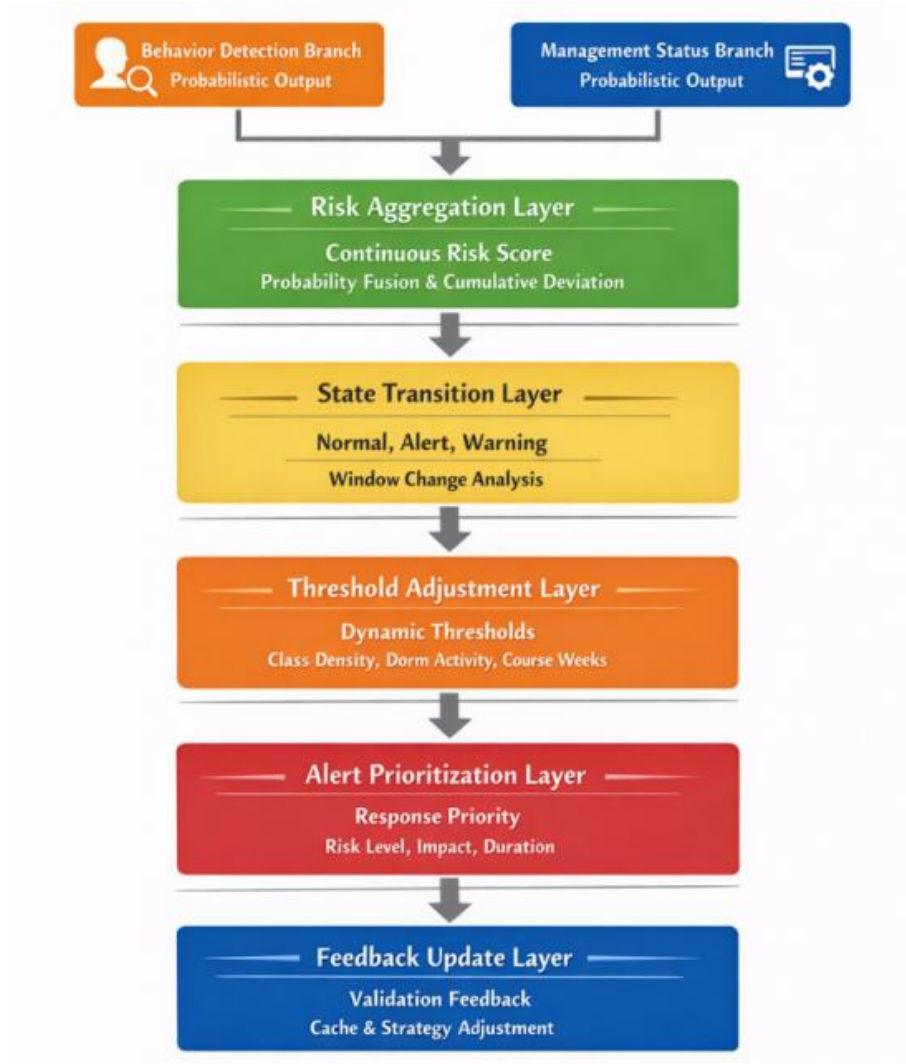 Behavior Detection Branch
Probabilistic Output
Management Status Branch
Probabilistic Output
Risk Aggregation Layer
Continuous Risk Score
Probability Fusion & Cumulative Deviation
State Transition Layer
Normal, Alert, Warning
Window Change Analysis
Threshold Adjustment Layer
Dynamic Thresholds
Class Density, Dorm Activity, Course Weeks
Alert Prioritization Layer
Response Priority
Risk Level, Impact, Duration
Feedback Update Layer
Validation Feedback
Cache & Strategy Adjustment